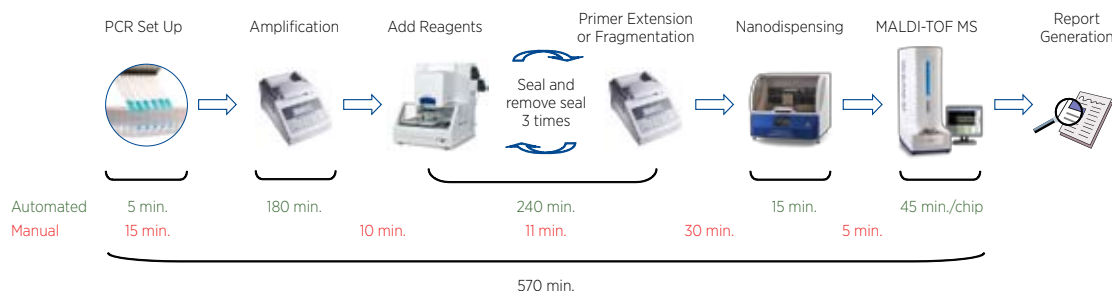 PCR Set Up
Amplification
Add Reagents
Primer Extension
or Fragmentation
Nanodispensing
MALDI-TOF MS
Report
Generation
Seal and
remove seal
3 times
Automated 5 min. 180 min. 240 min. 15 min. 45 min./chip
Manual 15 min. 10 min. 11 min. 30 min. 5 min.
570 min.